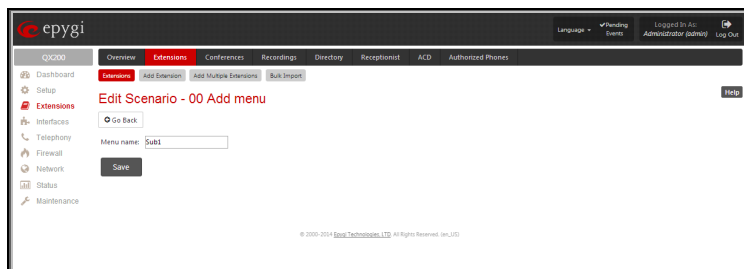 epygi
Language
Pending Events
Logged In As:
Administrator (admin)
Log Out
QX200
Overview Extensions Conferences Recordings Directory Receptionist ACD Authorized Phones
Dashboard
Setup
Extensions
Interfaces
Telephony
Firewall
Network
Status
Maintenance
Extensions Add Extension Add Multiple Extensions Bulk Import
Help
Edit Scenario - 00 Add menu
Go Back
Menu name: Sub1
Save
© 2000-2014 Epygi Technologies, LTD. All Rights Reserved. (en_US)